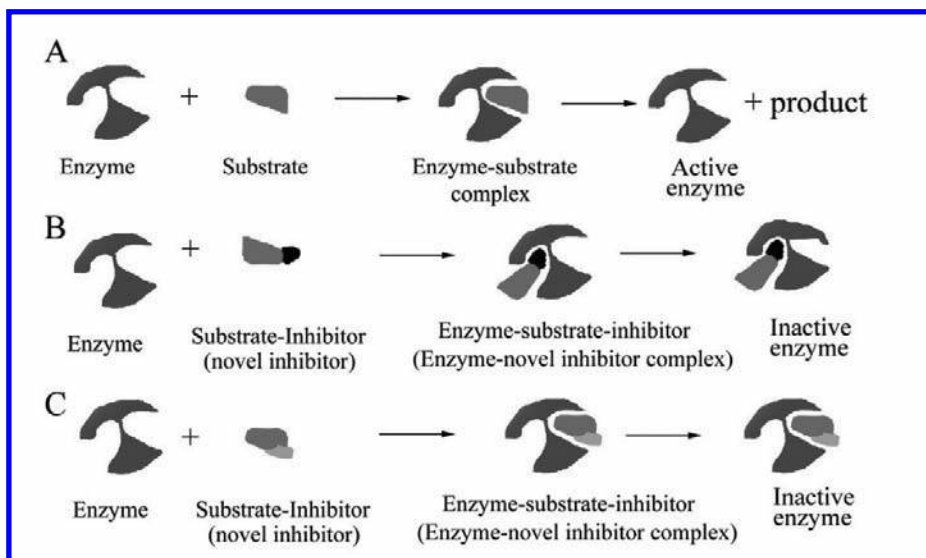 A
+
+ product
Enzyme
Substrate
Enzyme-substrate
complex
Active
enzyme
B
+
Enzyme
Substrate-Inhibitor
(novel inhibitor)
Enzyme-substrate-inhibitor
(Enzyme-novel inhibitor complex)
Inactive
enzyme
C
+
Enzyme
Substrate-Inhibitor
(novel inhibitor)
Enzyme-substrate-inhibitor
(Enzyme-novel inhibitor complex)
Inactive
enzyme